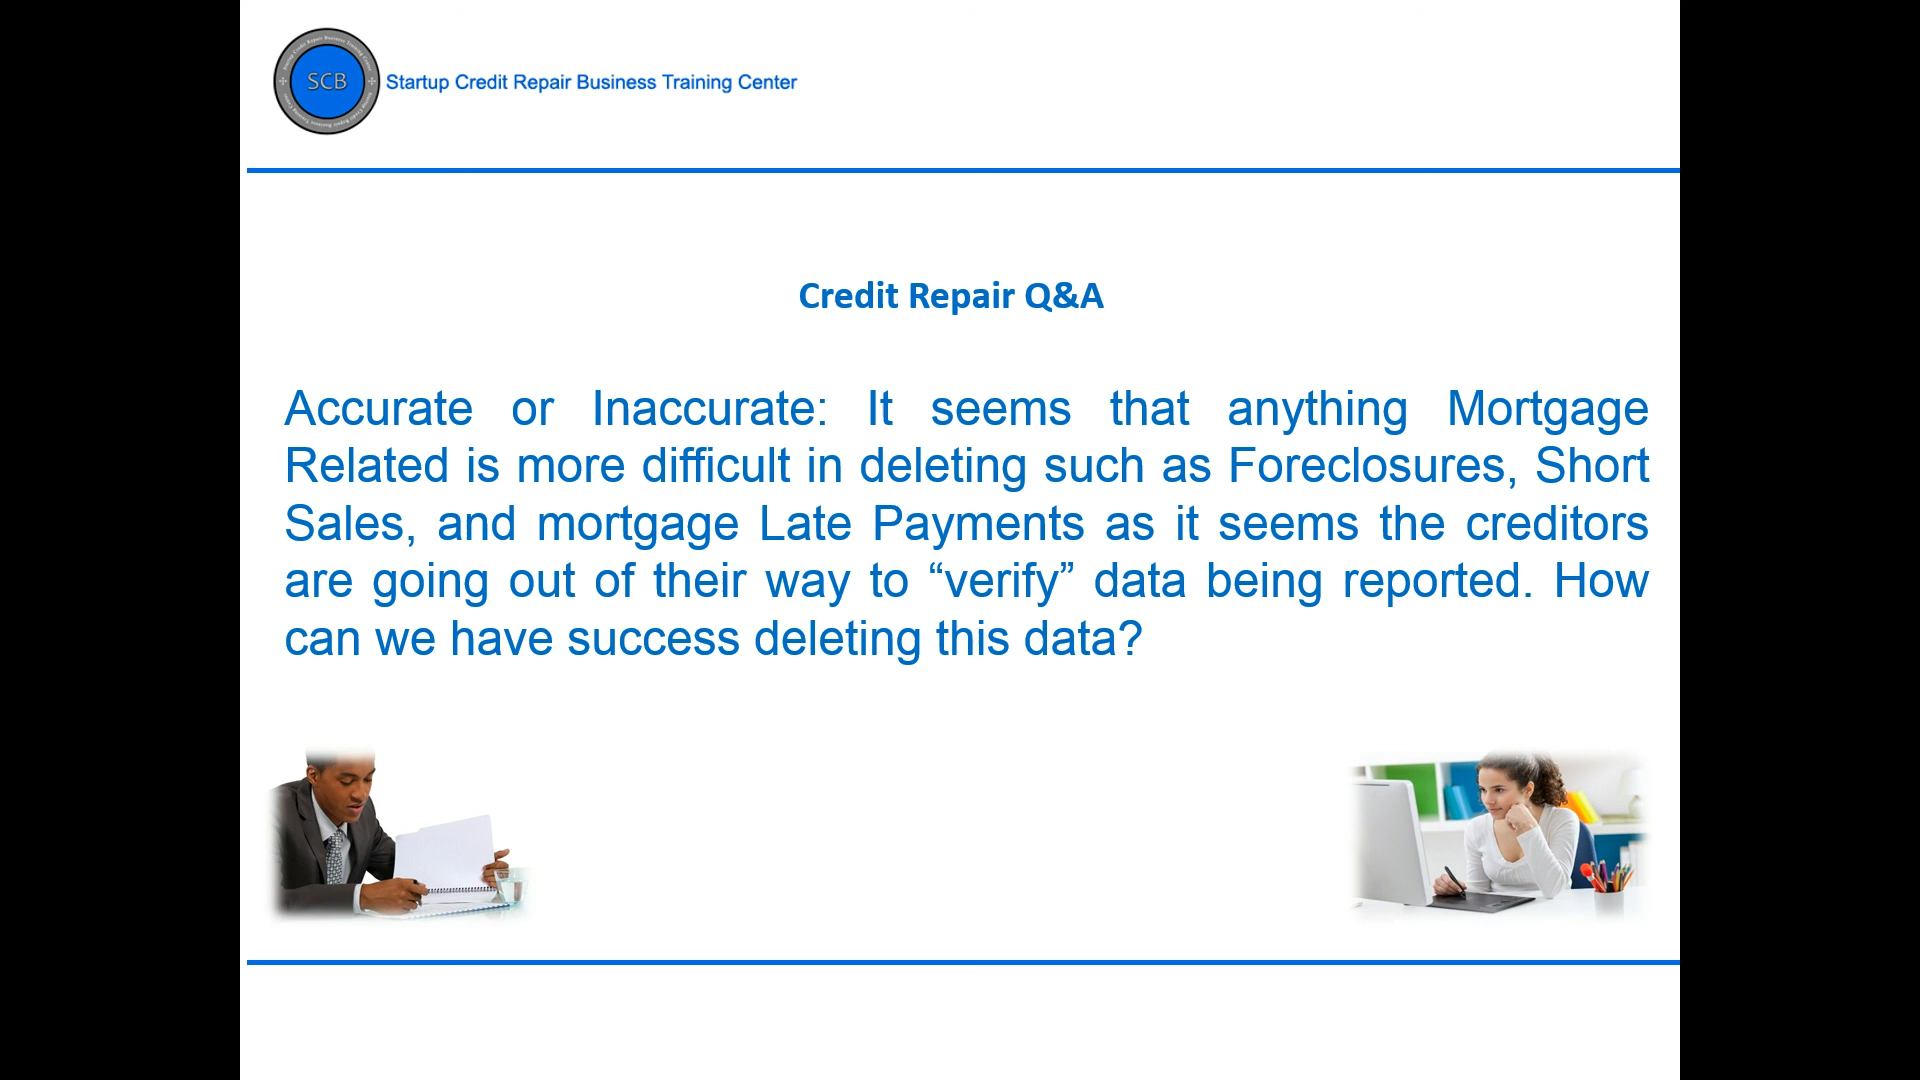 SCB
Startup Credit Repair Business Training Center
Credit Repair Q&A
Accurate or Inaccurate: It seems that anything Mortgage
Related is more difficult in deleting such as Foreclosures, Short
Sales, and mortgage Late Payments as it seems the creditors
are going out of their way to “verify” data being reported. How
can we have success deleting this data?